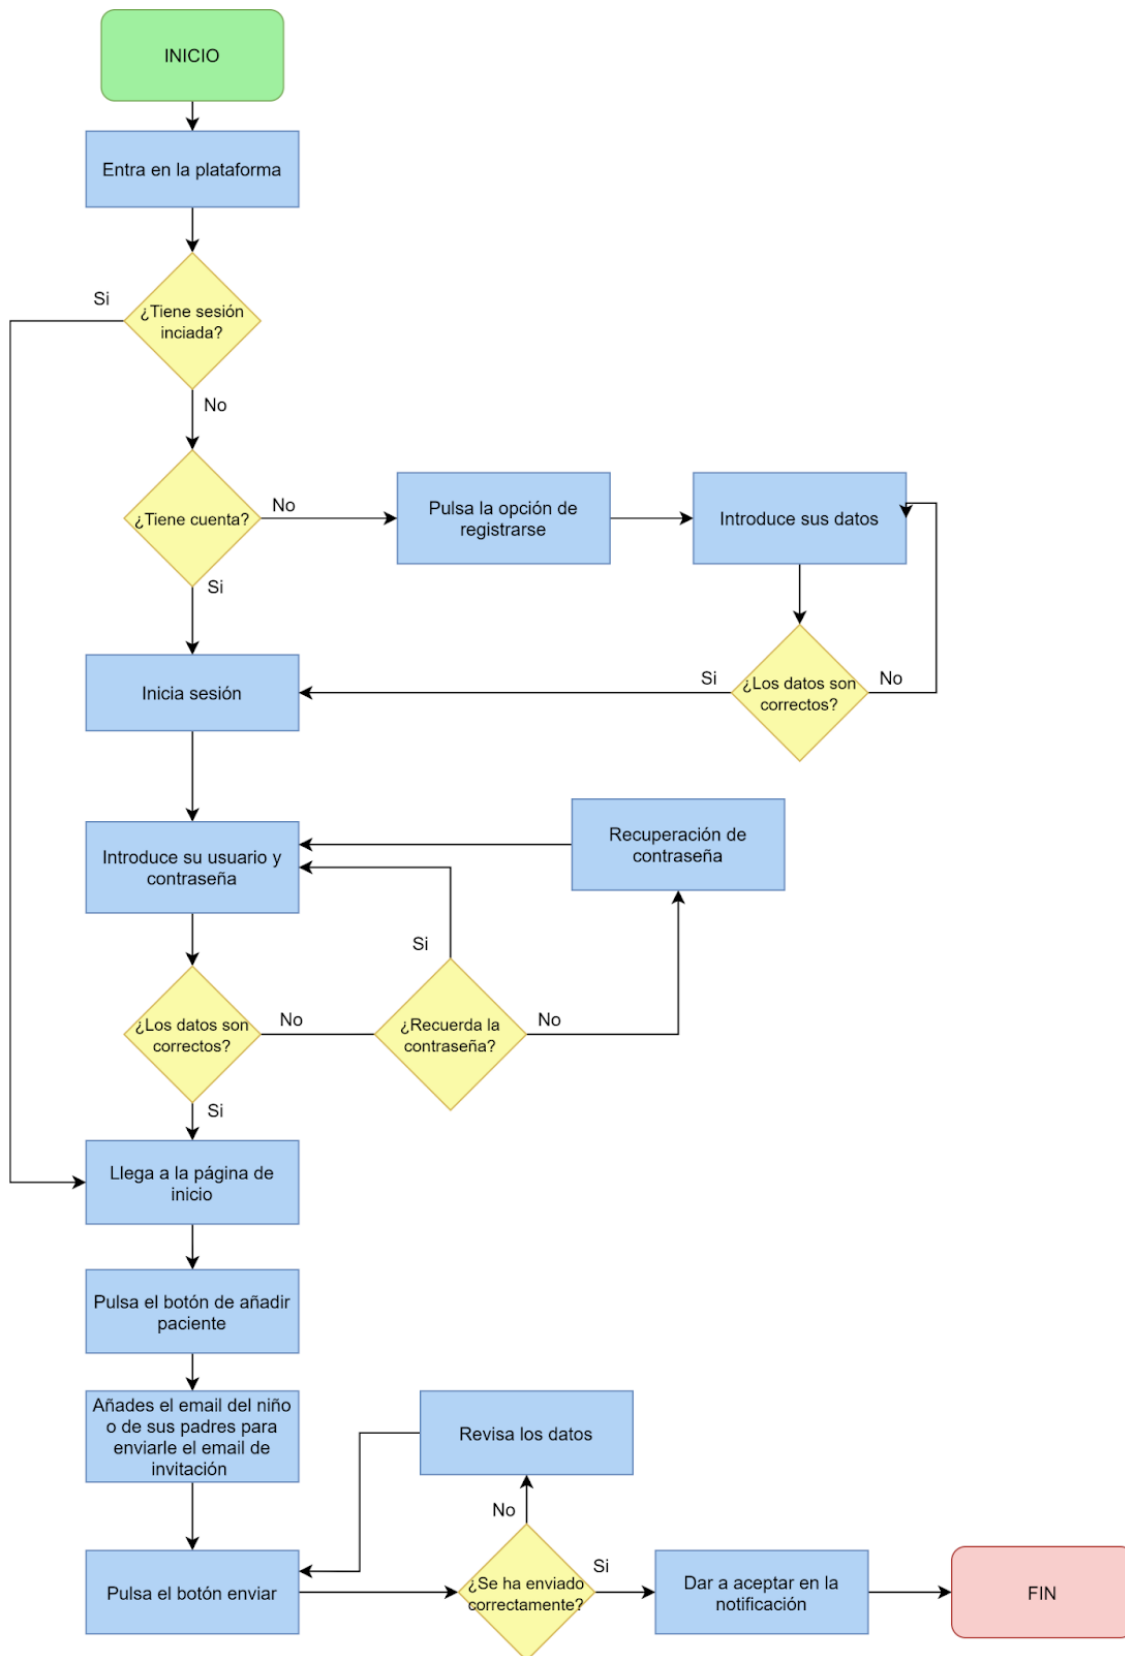 INICIO
Entra en la plataforma
Si
¿Tiene sesión
inciada?
No
¿Tiene cuenta?
No
Pulsa la opción de
registrarse
Introduce sus datos
Si
Inicia sesión
Si
¿Los datos son
correctos?
No
Recuperación de
contraseña
Introduce su usuario y
contraseña
Si
¿Los datos son
correctos?
No
¿Recuerda la
contraseña?
No
Si
Llega a la página de
inicio
Pulsa el botón de añadir
paciente
Añades el email del niño
o de sus padres para
enviarle el email de
invitación
Revisa los datos
No
Pulsa el botón enviar
¿Se ha enviado
correctamente?
Si
Dar a aceptar en la
notificación
FIN